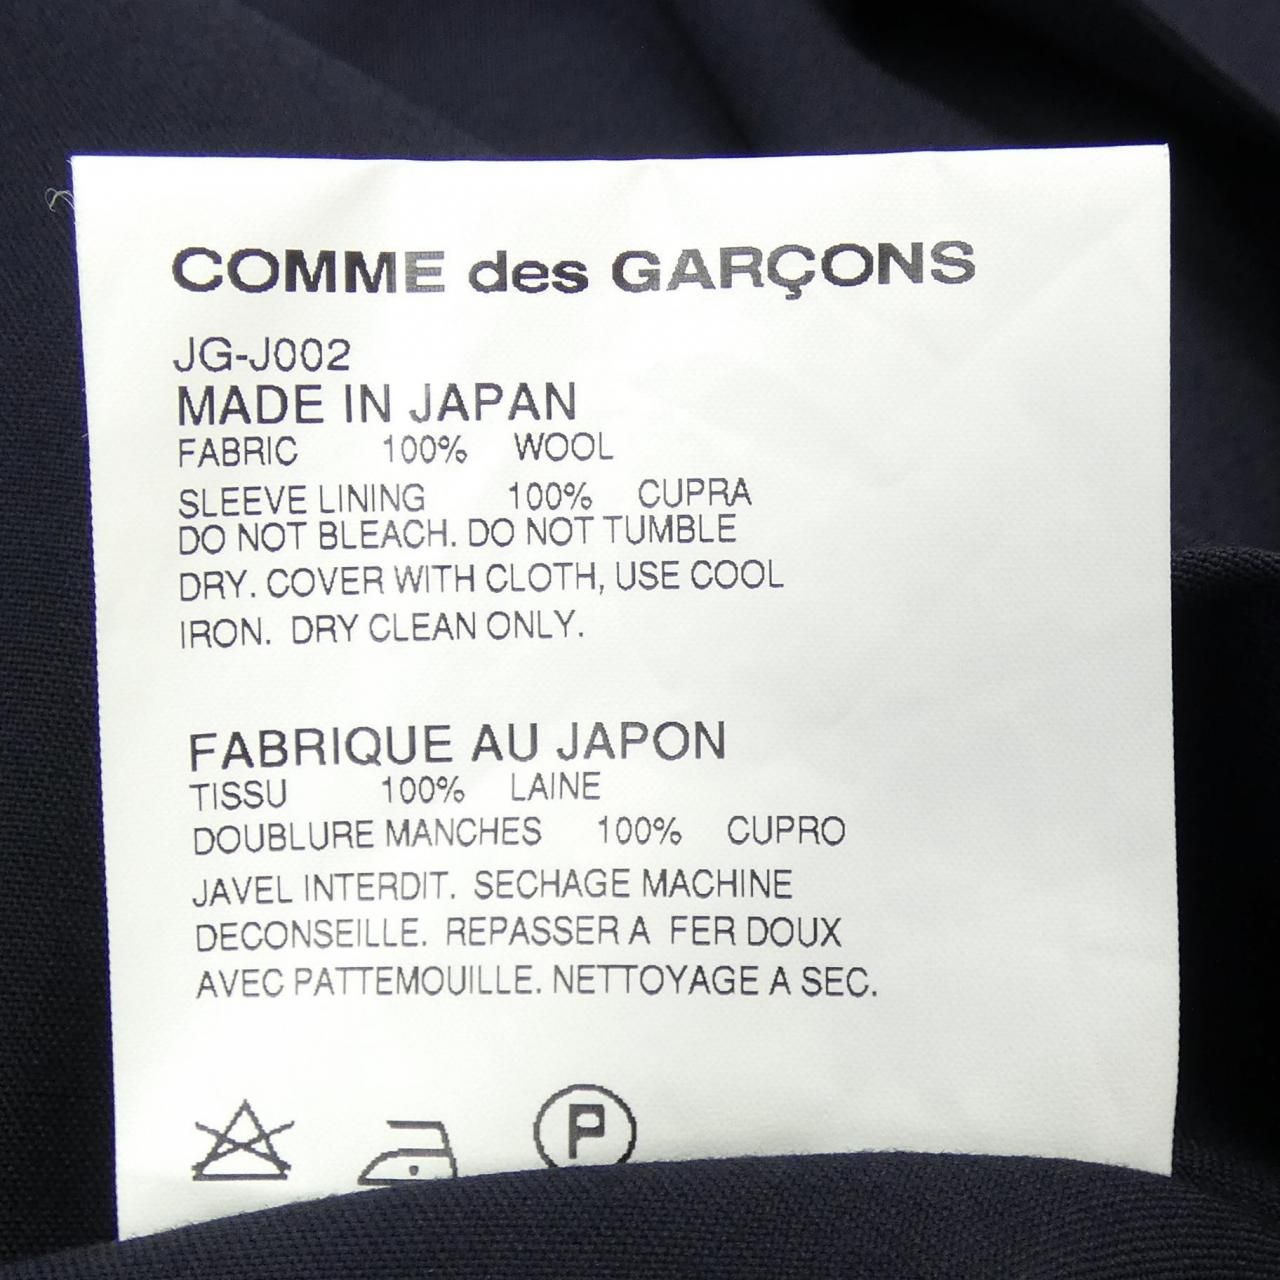 COMME des GARÇONS
JG-J002
MADE IN JAPAN
FABRIC 100% WOOL
SLEEVE LINING 100% CUPRA
DO NOT BLEACH. DO NOT TUMBLE
DRY. COVER WITH CLOTH, USE COOL
IRON. DRY CLEAN ONLY.
FABRIQUE AU JAPON
TISSU 100% LAINE
DOUBLURE MANCHES 100% CUPRO
JAVEL INTERDIT. SECHAGE MACHINE
DECONSEILLE. REPASSER A FER DOUX
AVEC PATTEMOUILLE. NETTOYAGE A SEC.
P